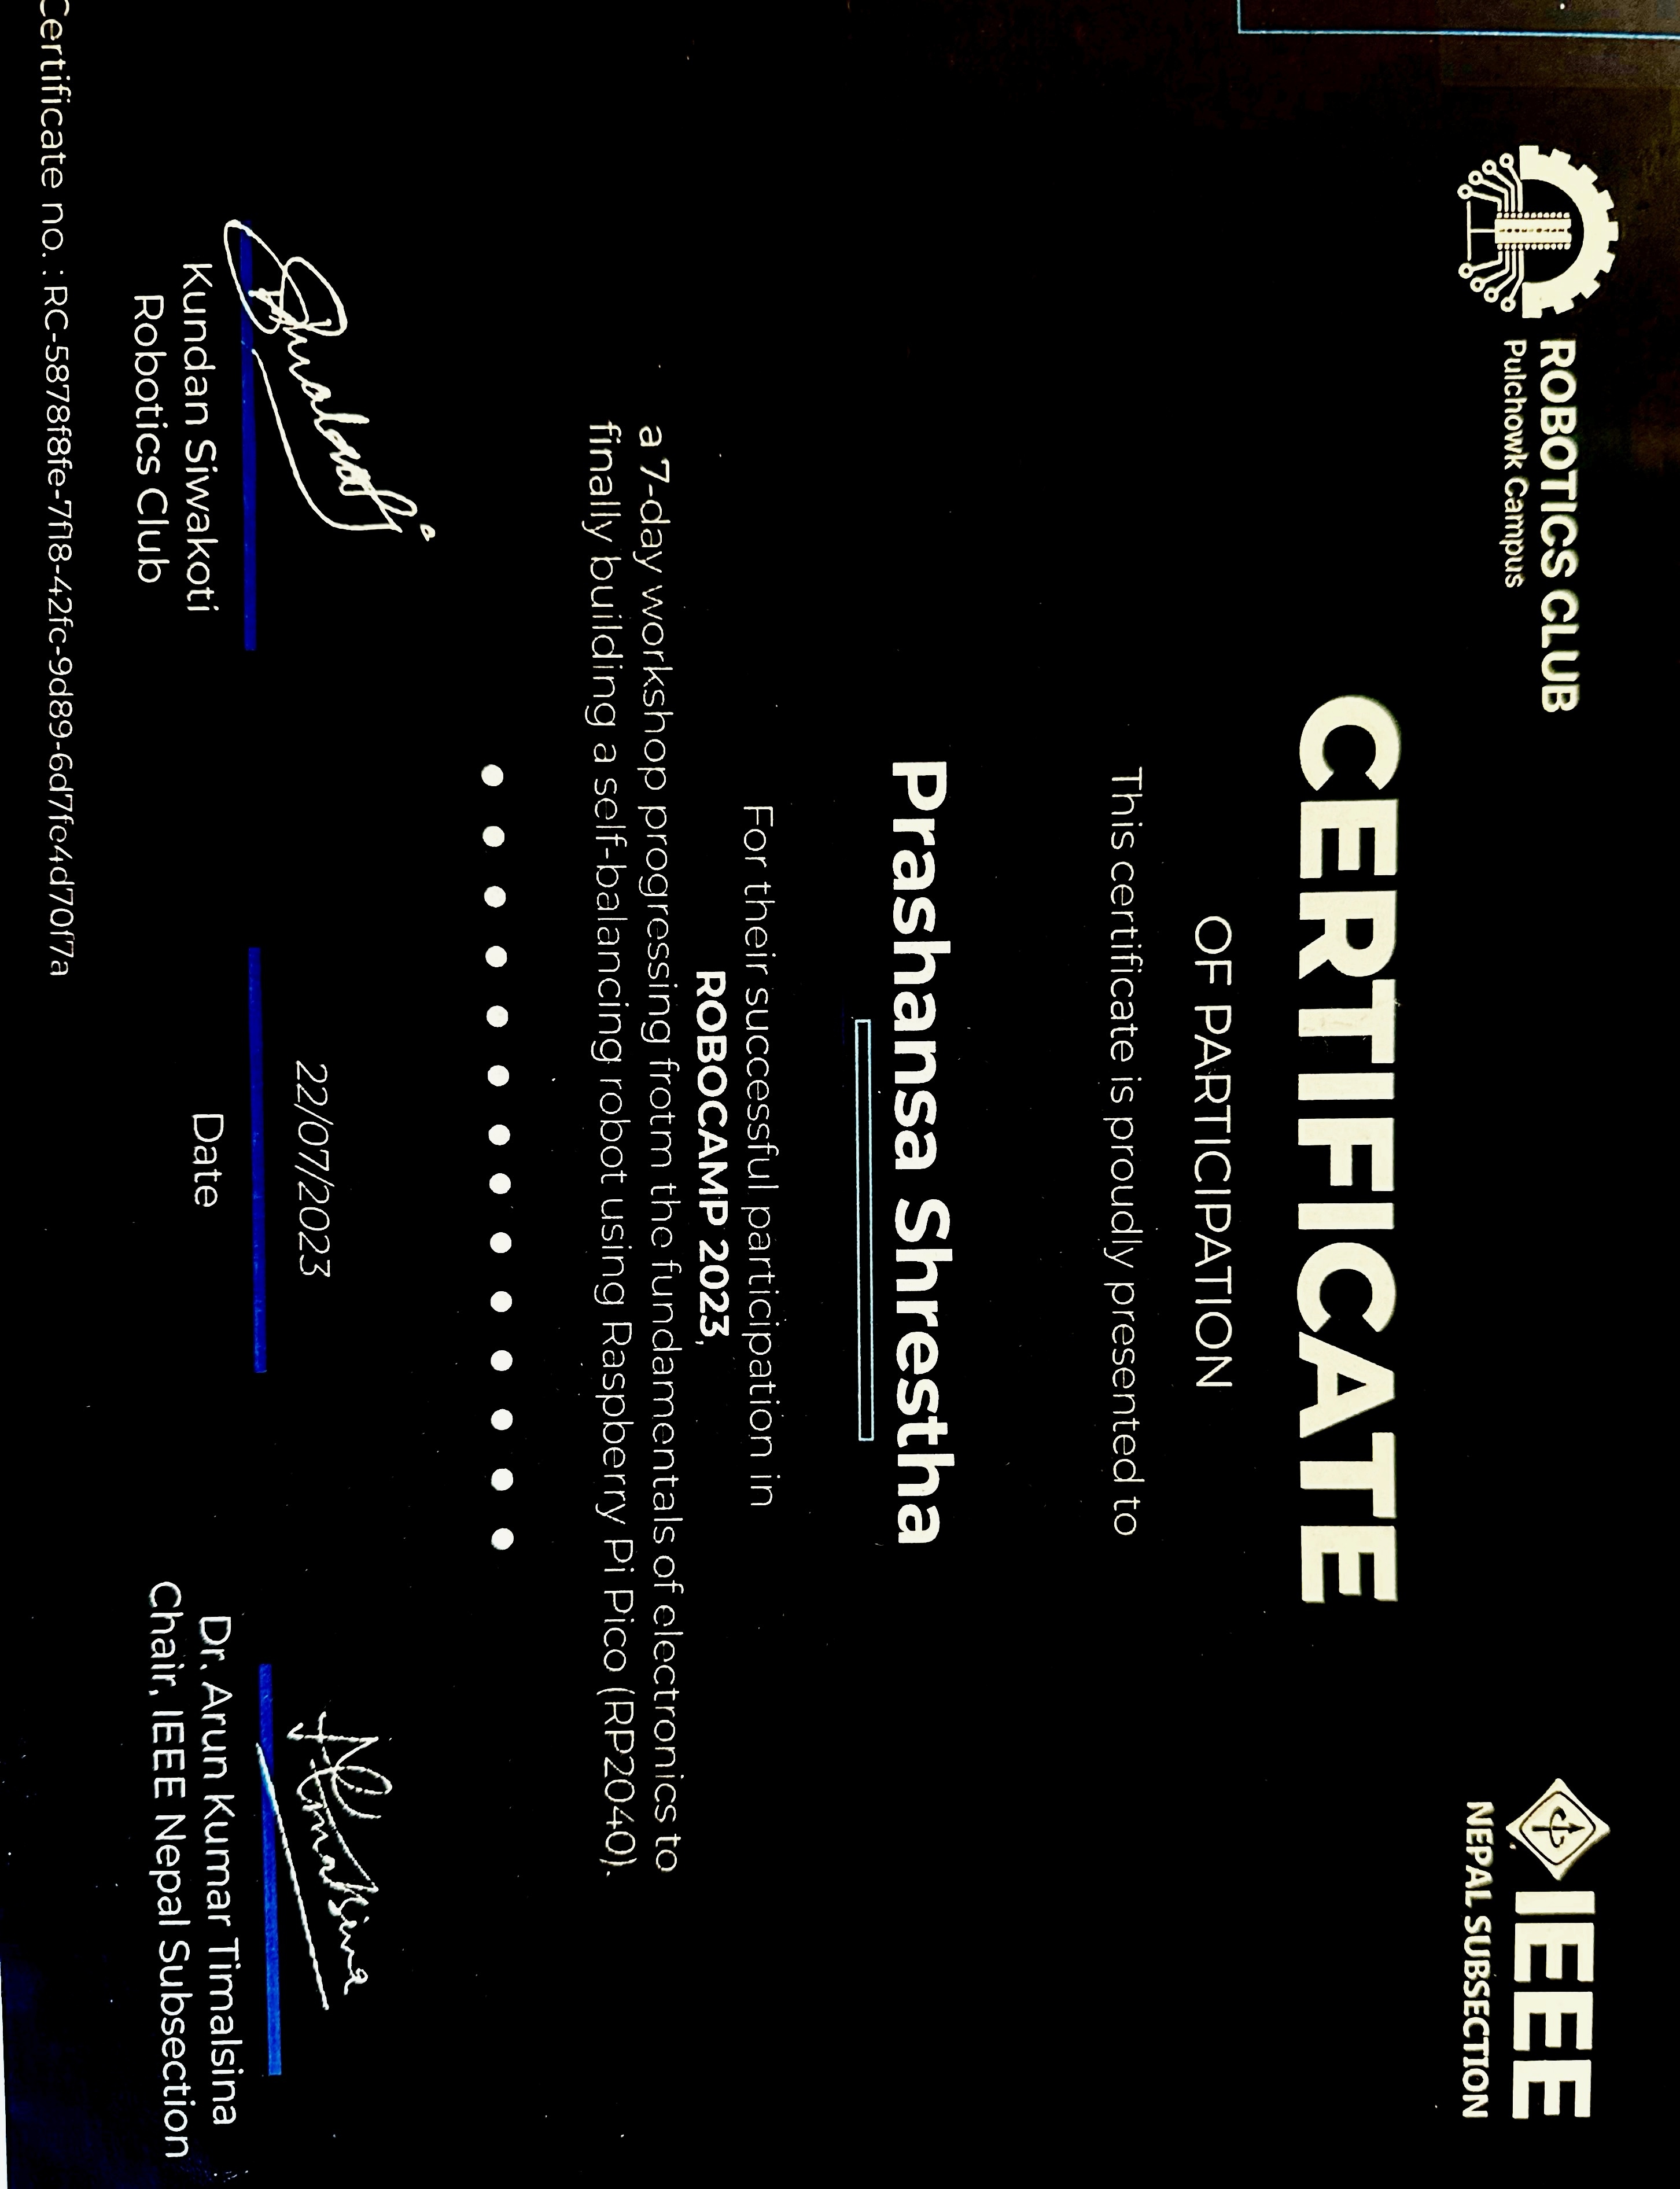 ROBOTICS CLUB
Pulchowk Campus
IEEE
NEPAL SUBSECTION
CERTIFICATE
OF PARTICIPATION
This certificate is proudly presented to
Prashansa Shrestha
For their successful participation in
ROBOCAMP 2023,
a 7-day workshop progressing frotm the fundamentals of electronics to
finally building a self-balancing robot using Raspberry Pi Pico (RP2040).
22/07/2023
Kundan Siwakoti
Robotics Club
Date
Dr. Arun Kumar Timalsina
Chair, IEEE Nepal Subsection
Certificate no. : RC-5878f8fe-7f18-42fc-9d89-6d7fe4d70f7a